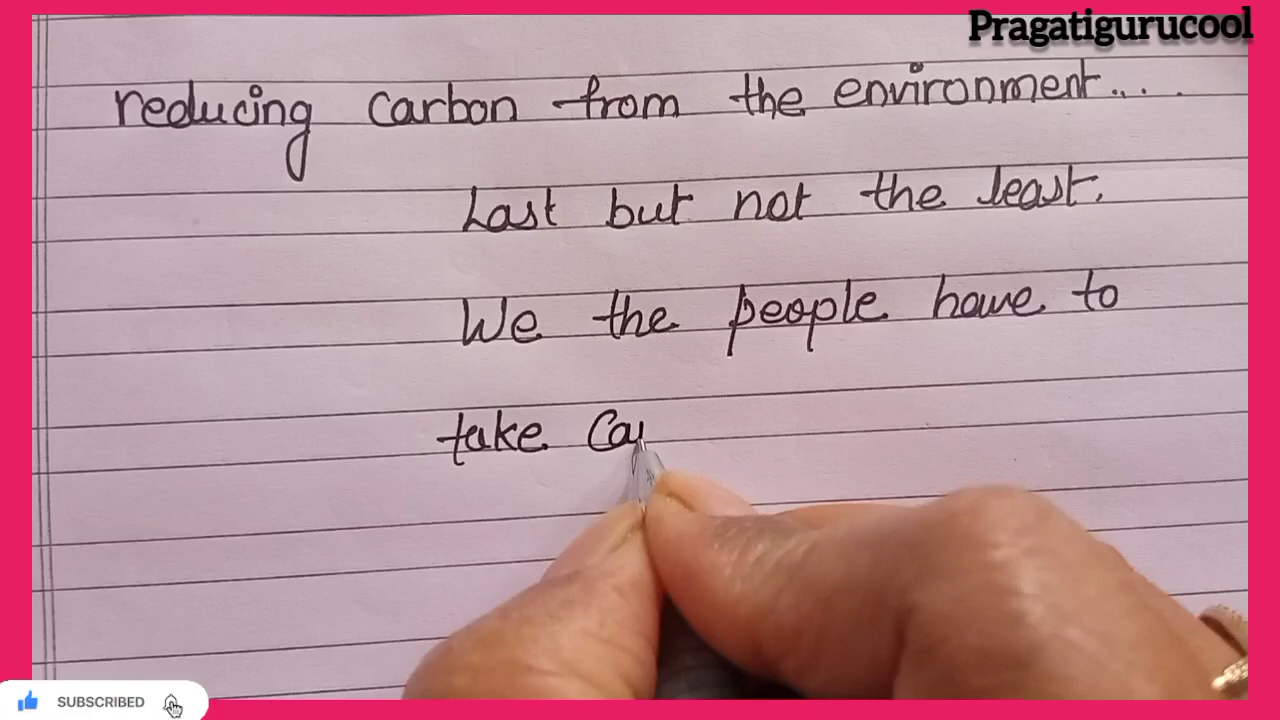 Pragatigurucool
reducing carbon from the environment....
Last but not the least.
We the people have to
take Ca
SUBSCRIBED